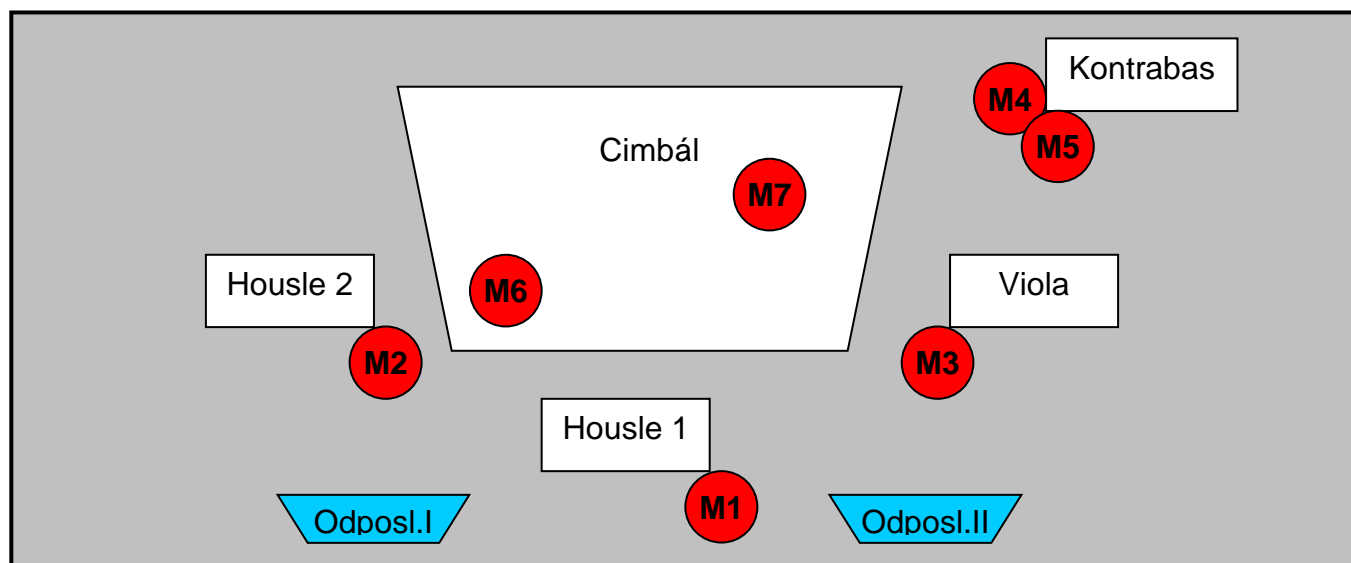 Kontrabas
M4
M5
Cimbál
M7
Housle 2
M6
Viola
M2
M3
Housle 1
M1
Odposl.I
Odposl.II